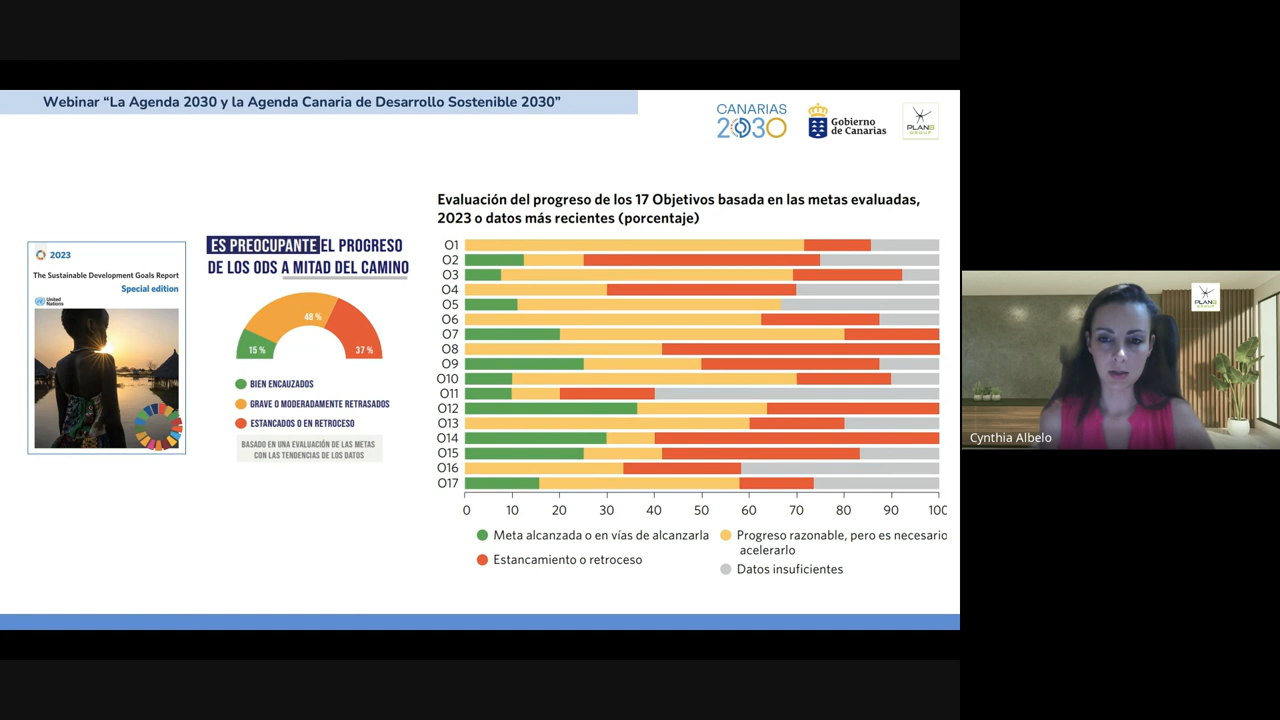 Webinar “La Agenda 2030 y la Agenda Canaria de Desarrollo Sostenible 2030”
CANARIAS
2030
Gobierno
de Canarias
PLANB
GROUP
Evaluación del progreso de los 17 Objetivos basada en las metas evaluadas,
2023 o datos más recientes (porcentaje)
2023
The Sustainable Development Goals Report
Special edition
United
Nations
ES PREOCUPANTE EL PROGRESO
DE LOS ODS A MITAD DEL CAMINO
48 %
15 %
37 %
BIEN ENCAUZADOS
GRAVE O MODERADAMENTE RETRASADOS
ESTANCADOS O EN RETROCESO
BASADO EN UNA EVALUACIÓN DE LAS METAS
CON LAS TENDENCIAS DE LOS DATOS
O1
O2
O3
O4
O5
O6
O7
O8
O9
O10
O11
O12
O13
O14
O15
O16
O17
0 10 20 30 40 50 60 70 80 90 100
Meta alcanzada o en vías de alcanzarla
Progreso razonable, pero es necesario
acelerarlo
Estancamiento o retroceso
Datos insuficientes
PLANB
GROUP
Cynthia Albelo